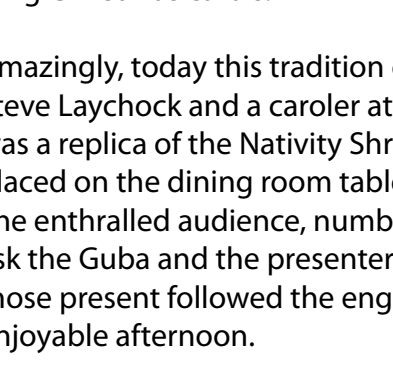 mazingly, today this tradition
teve Laychock and a caroler at
as a replica of the Nativity Shr
laced on the dining room tabl
he enthralled audience, numb
sk the Guba and the presenter
hose present followed the eng
njoyable afternoon.